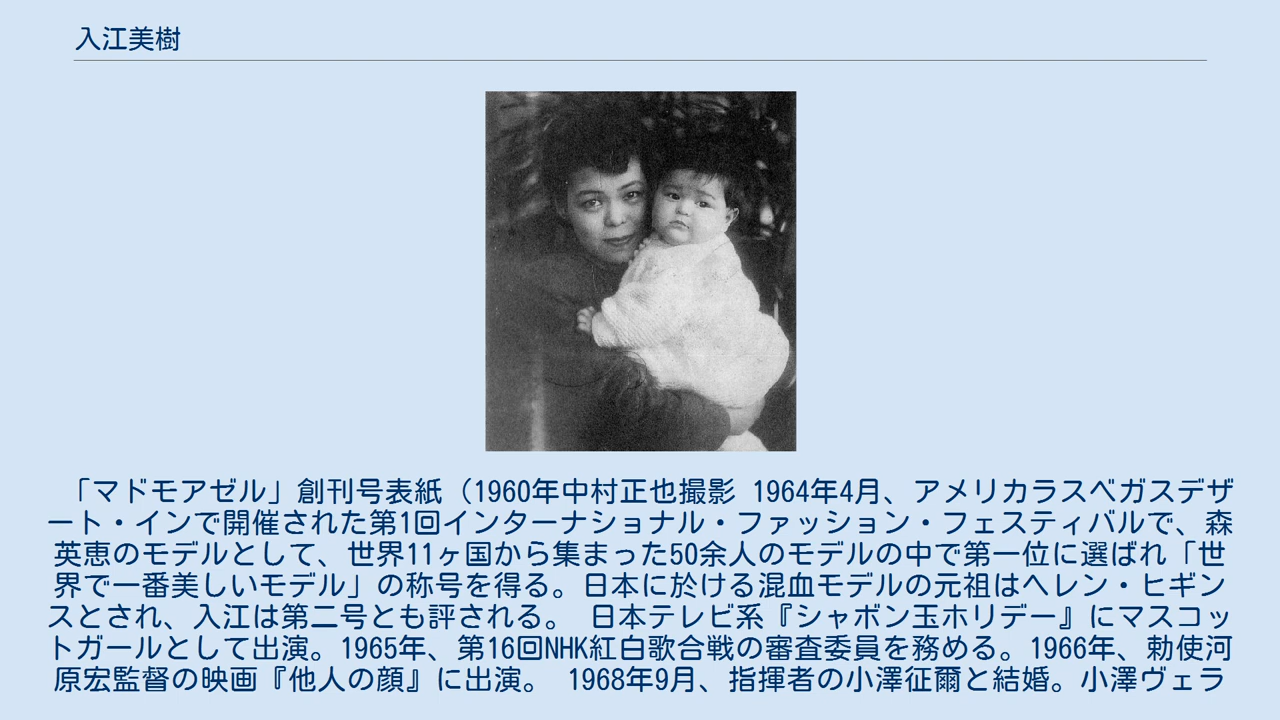 入江美樹
「マドモアゼル」創刊号表紙（1960年中村正也撮影 1964年4月、アメリカラスベガスデザ
ート・インで開催された第1回インターナショナル・ファッション・フェスティバルで、森
英恵のモデルとして、世界11ヶ国から集まった50余人のモデルの中で第一位に選ばれ「世
界で一番美しいモデル」の称号を得る。日本に於ける混血モデルの元祖はヘレン・ヒギン
スとされ、入江は第二号とも評される。 日本テレビ系『シャボン玉ホリデー』にマスコッ
トガールとして出演。1965年、第16回NHK紅白歌合戦の審査委員を務める。1966年、勅使河
原宏監督の映画『他人の顔』に出演。 1968年9月、指揮者の小澤征爾と結婚。小澤ヴェラ